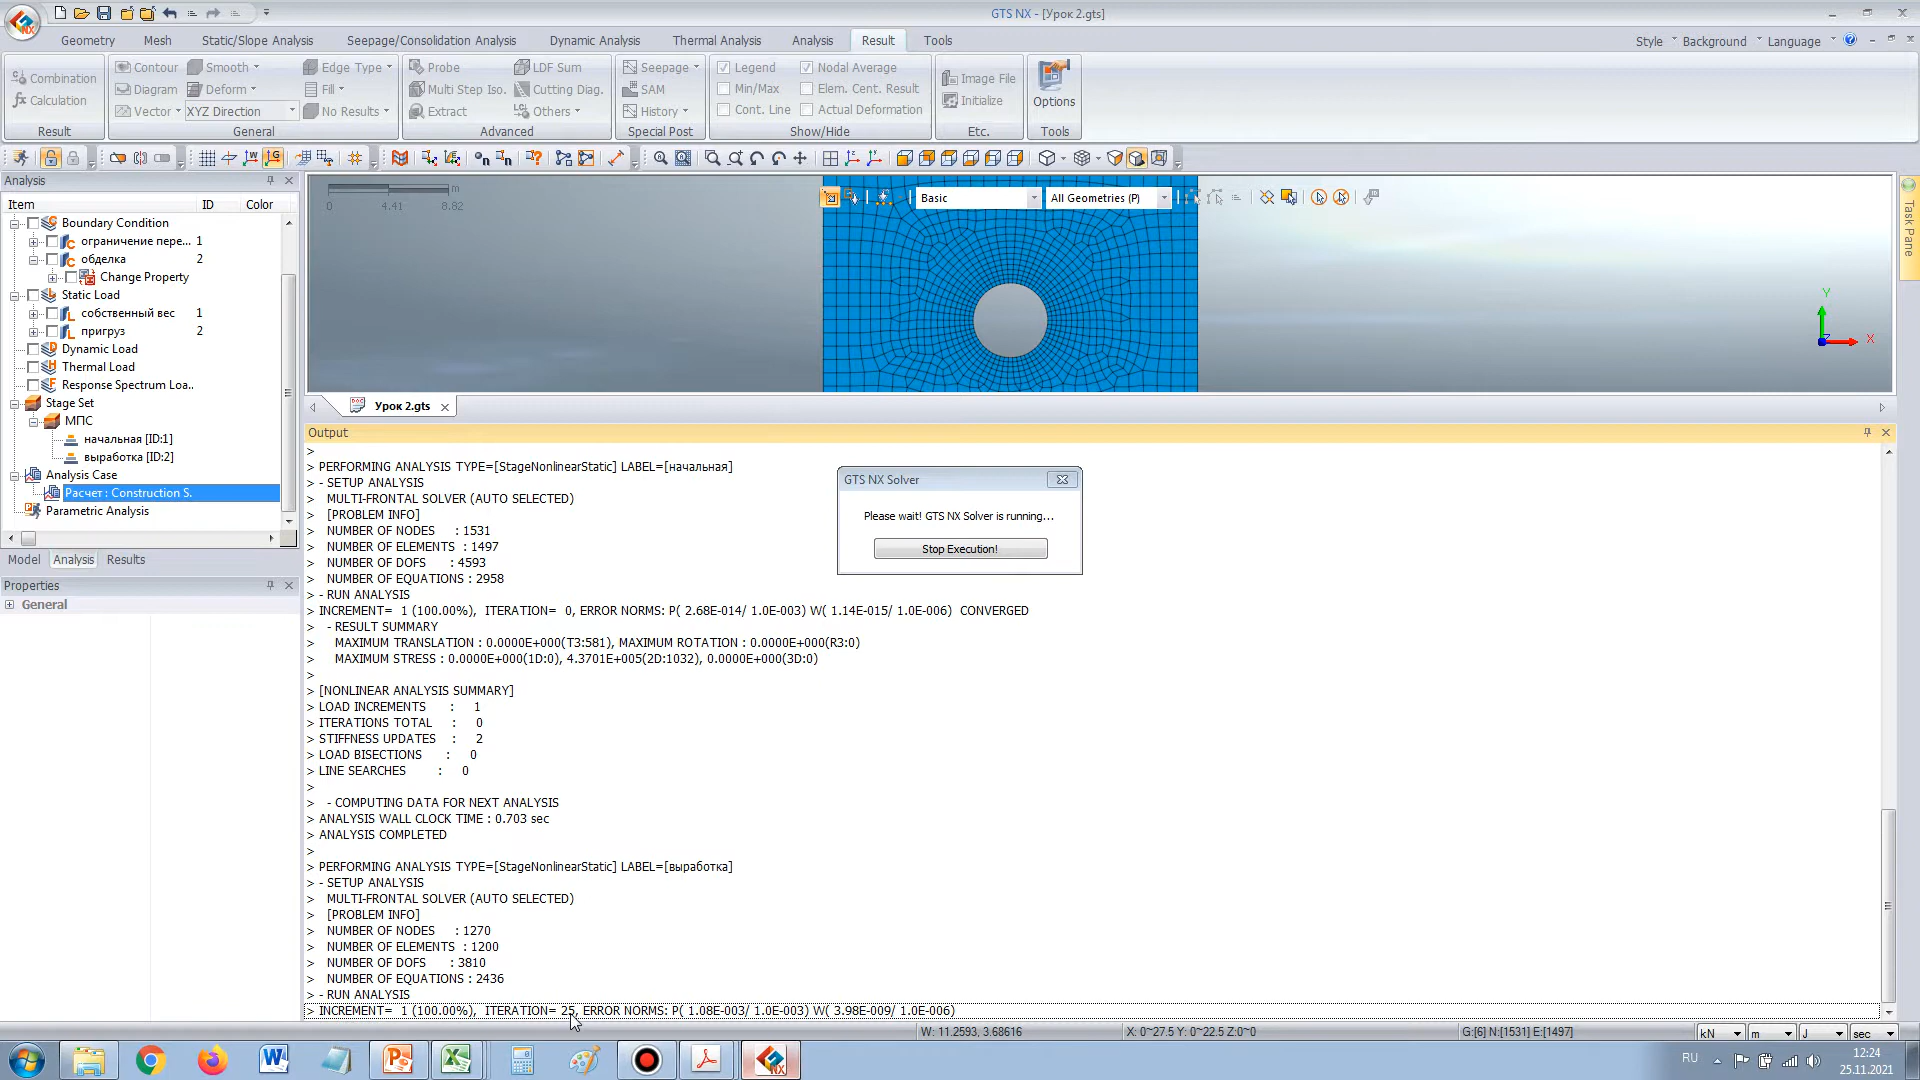 GTS NX - [Урок 2.gts]
Geometry Mesh Static/Slope Analysis Seepage/Consolidation Analysis Dynamic Analysis Thermal Analysis Analysis Result Tools
Style Background Language
Combination
Calculation
Result
Contour Smooth Edge Type
Diagram Deform Fill
Vector XYZ Direction No Results
General
Probe LDF Sum
Multi Step Iso. Cutting Diag.
Extract Others
Advanced
Seepage
SAM
History
Special Post
Legend Nodal Average
Min/Max Elem. Cent. Result
Cont. Line Actual Deformation
Show/Hide
Image File
Initialize
Etc.
Options
Tools
Analysis
Item ID Color
Boundary Condition
ограничение пере... 1
обделка 2
Change Property
Static Load
собственный вес 1
пригруз 2
Dynamic Load
Thermal Load
Response Spectrum Loa..
Stage Set
МПС
начальная [ID:1]
выработка [ID:2]
Analysis Case
Расчет : Construction S.
Parametric Analysis
Model Analysis Results
Properties
General
m
0 4.41 8.82
Basic All Geometries (P)
Y
X
Task Pane
Урок 2.gts
Output
>
> PERFORMING ANALYSIS TYPE=[StageNonlinearStatic] LABEL=[начальная]
> - SETUP ANALYSIS
> MULTI-FRONTAL SOLVER (AUTO SELECTED)
> [PROBLEM INFO]
> NUMBER OF NODES : 1531
> NUMBER OF ELEMENTS : 1497
> NUMBER OF DOFS : 4593
> NUMBER OF EQUATIONS : 2958
> - RUN ANALYSIS
> INCREMENT= 1 (100.00%), ITERATION= 0, ERROR NORMS: P( 2.68E-014/ 1.0E-003) W( 1.14E-015/ 1.0E-006) CONVERGED
> - RESULT SUMMARY
> MAXIMUM TRANSLATION : 0.0000E+000(T3:581), MAXIMUM ROTATION : 0.0000E+000(R3:0)
> MAXIMUM STRESS : 0.0000E+000(1D:0), 4.3701E+005(2D:1032), 0.0000E+000(3D:0)
>
> [NONLINEAR ANALYSIS SUMMARY]
> LOAD INCREMENTS : 1
> ITERATIONS TOTAL : 0
> STIFFNESS UPDATES : 2
> LOAD BISECTIONS : 0
> LINE SEARCHES : 0
>
> - COMPUTING DATA FOR NEXT ANALYSIS
> ANALYSIS WALL CLOCK TIME : 0.703 sec
> ANALYSIS COMPLETED
>
> PERFORMING ANALYSIS TYPE=[StageNonlinearStatic] LABEL=[выработка]
> - SETUP ANALYSIS
> MULTI-FRONTAL SOLVER (AUTO SELECTED)
> [PROBLEM INFO]
> NUMBER OF NODES : 1270
> NUMBER OF ELEMENTS : 1200
> NUMBER OF DOFS : 3810
> NUMBER OF EQUATIONS : 2436
> - RUN ANALYSIS
> INCREMENT= 1 (100.00%), ITERATION= 25, ERROR NORMS: P( 1.08E-003/ 1.0E-003) W( 3.98E-009/ 1.0E-006)
GTS NX Solver
Please wait! GTS NX Solver is running...
Stop Execution!
W: 11.2593, 3.68616 X: 0~27.5 Y: 0~22.5 Z:0~0 G:[6] N:[1531] E:[1497] kN m J sec
RU
12:24
25.11.2021